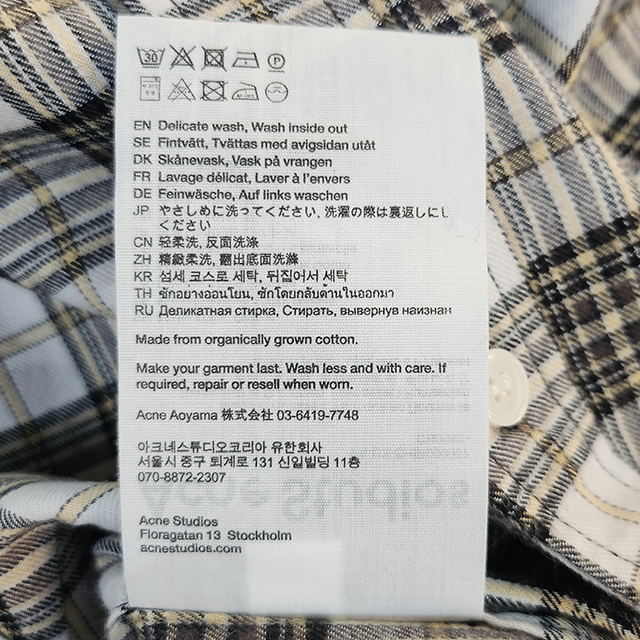 30
P
EN Delicate wash, Wash inside out
SE Fintvätt, Tvättas med avigsidan utåt
DK Skånevask, Vask på vrangen
FR Lavage délicat, Laver à l'envers
DE Feinwäsche, Auf links waschen
JP やさしめに洗ってください, 洗濯の際は裏返しにし
ください
CN 轻柔洗, 反面洗涤
ZH 精緻柔洗, 翻出底面洗滌
KR 섬세 코스로 세탁, 뒤집어서 세탁
TH ซักอย่างอ่อนโยน, ซักโดยกลับด้านในออกมา
RU Деликатная стирка, Стирать, вывернув наизнан
Made from organically grown cotton.
Make your garment last. Wash less and with care. If
required, repair or resell when worn.
Acne Aoyama 株式会社 03-6419-7748
아크네스튜디오코리아 유한회사
서울시 중구 퇴계로 131 신일빌딩 11층
070-8872-2307
Acne Studios
Floragatan 13 Stockholm
acnestudios.com